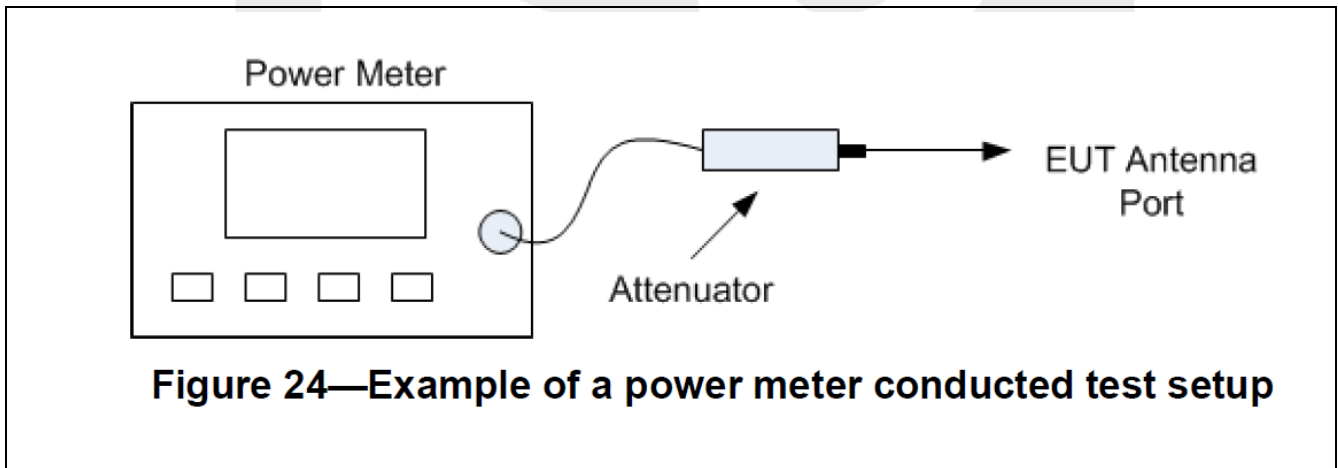 Power Meter
EUT Antenna
Port
Attenuator
Figure 24—Example of a power meter conducted test setup